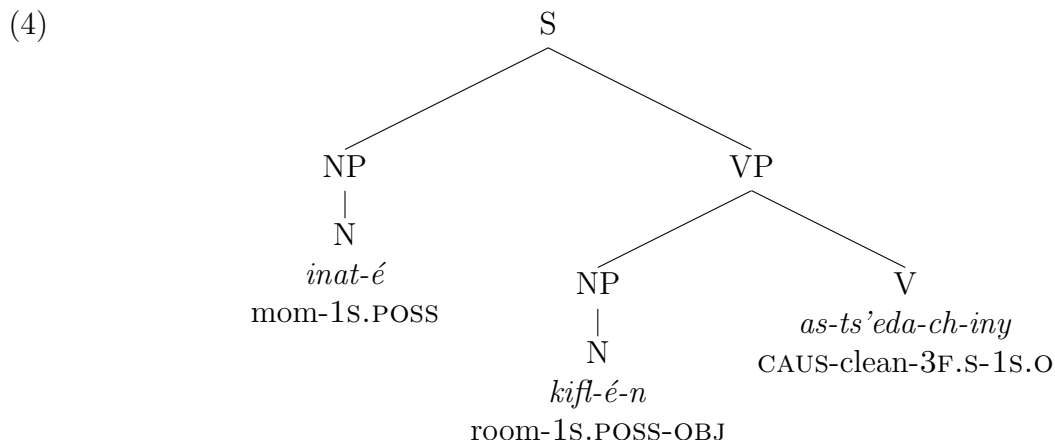 (4)
S
NP VP
N
NP V
inat-é
mom-1S.POSS
as-ts'eda-ch-iny
N
CAUS-clean-3F.S-1S.O
kifl-é-n
room-1S.POSS-OBJ